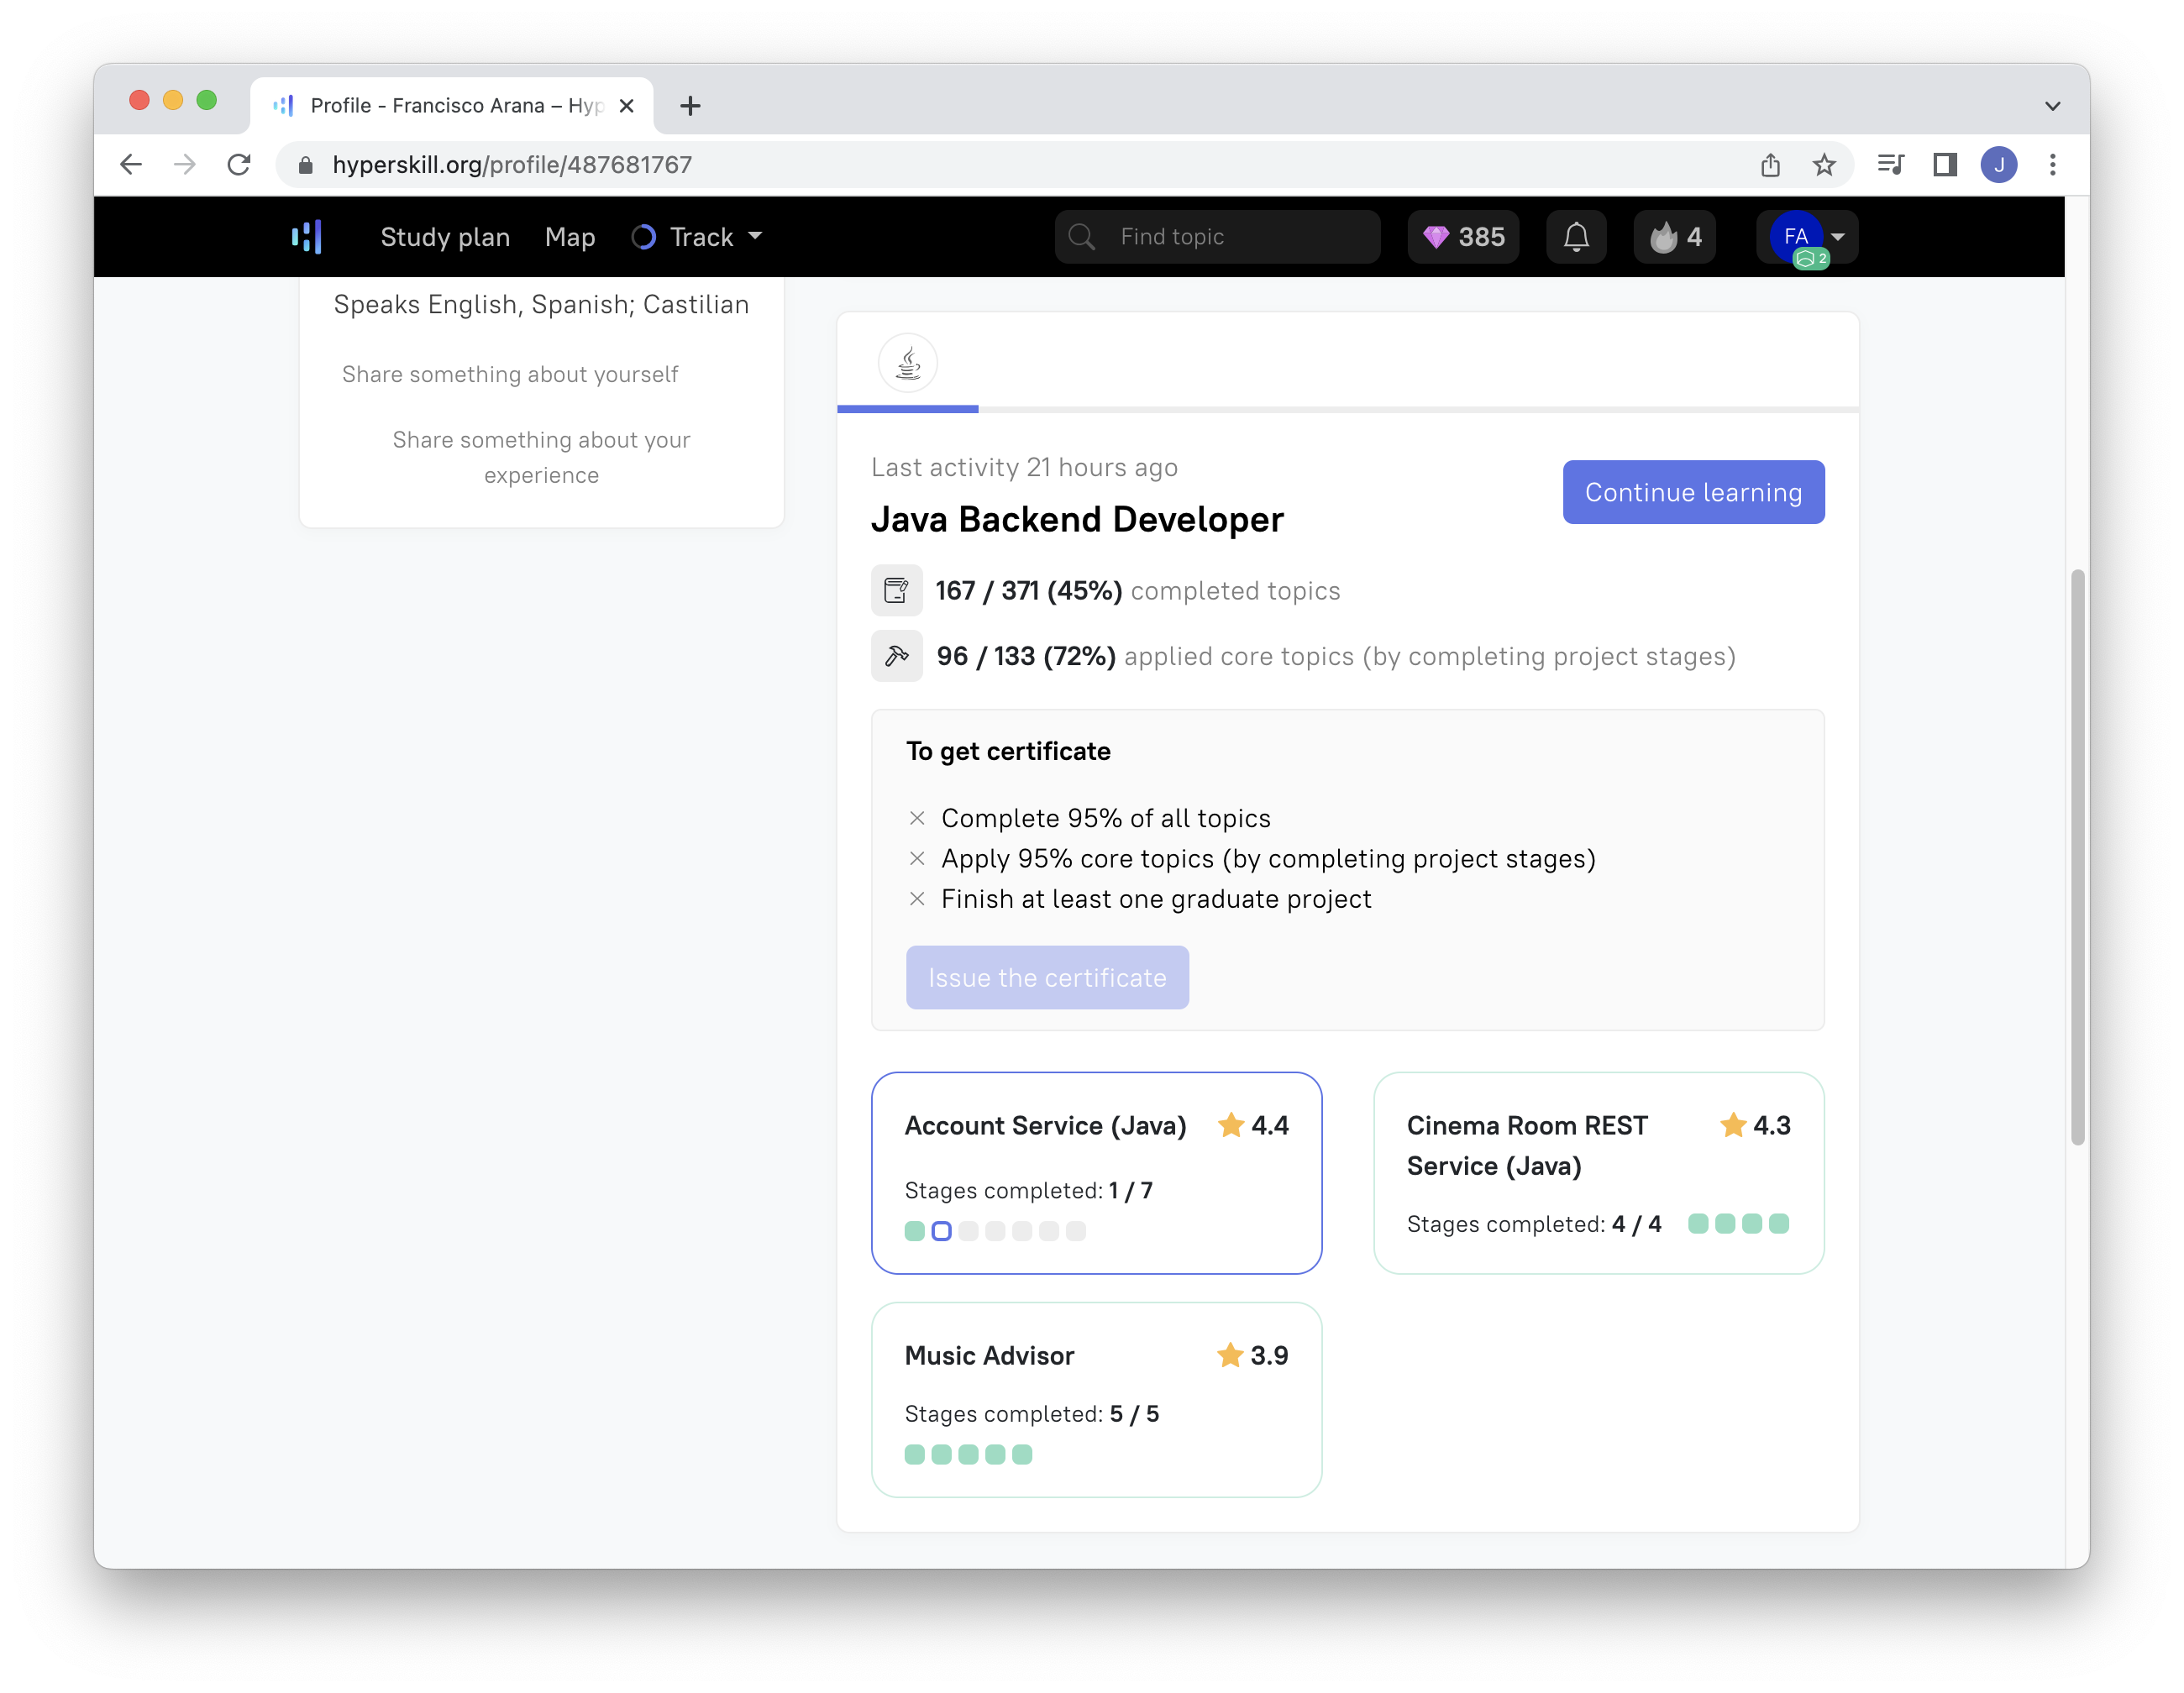 Profile - Francisco Arana – Hyp
hyperskill.org/profile/487681767
J
Study plan
Map
Track
Find topic
385
4
FA
2
Speaks English, Spanish; Castilian
Share something about yourself
Share something about your
experience
Last activity 21 hours ago
Continue learning
Java Backend Developer
167 / 371 (45%) completed topics
96 / 133 (72%) applied core topics (by completing project stages)
To get certificate
Complete 95% of all topics
Apply 95% core topics (by completing project stages)
Finish at least one graduate project
Issue the certificate
Account Service (Java) 4.4
Stages completed: 1 / 7
Cinema Room REST 4.3
Service (Java)
Stages completed: 4 / 4
Music Advisor 3.9
Stages completed: 5 / 5